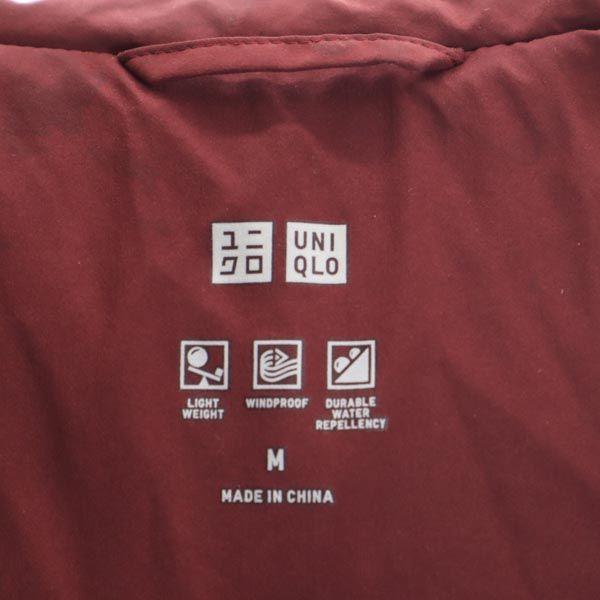 ユニ UNI
クロ QLO
LIGHT WEIGHT
WINDPROOF
DURABLE WATER REPELLENCY
M
MADE IN CHINA